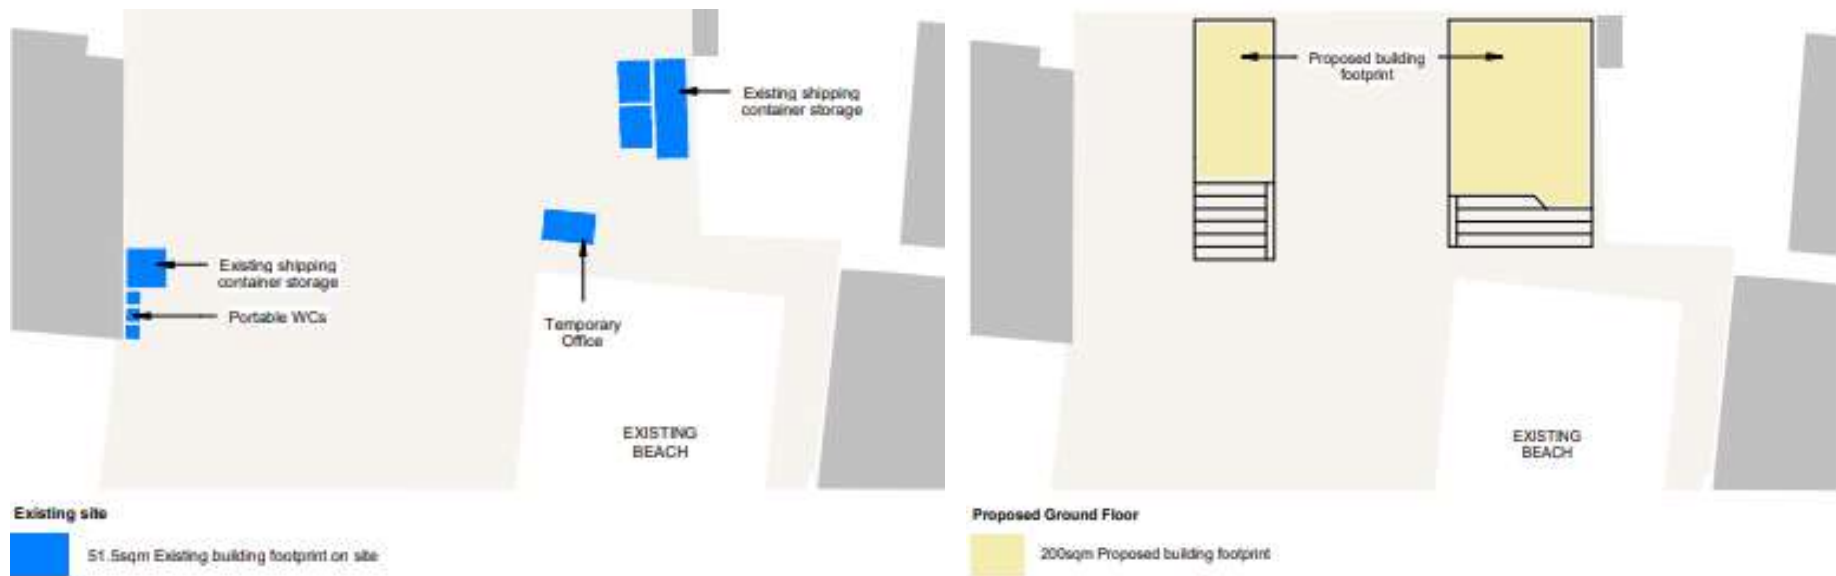 Existing shipping
container storage
Existing shipping
container storage
Portable WCs
Temporary
Office
EXISTING
BEACH
Existing site
51.5sqm Existing building footprint on site
Proposed building
footprint
EXISTING
BEACH
Proposed Ground Floor
200sqm Proposed building footprint